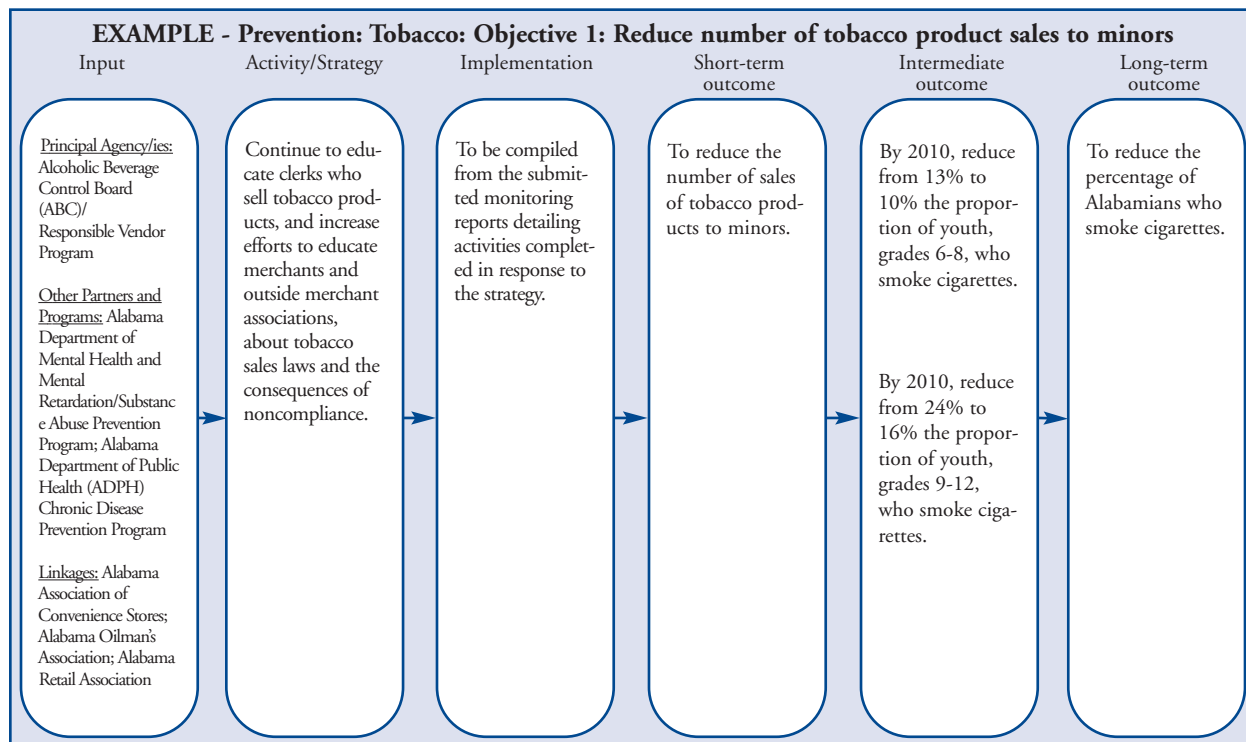 EXAMPLE - Prevention: Tobacco: Objective 1: Reduce number of tobacco product sales to minors
Input
Activity/Strategy
Implementation
Short-term
outcome
Intermediate
outcome
Long-term
outcome
Principal Agency/ies:
Alcoholic Beverage
Control Board
(ABC)/
Responsible Vendor
Program
Other Partners and
Programs: Alabama
Department of
Mental Health and
Mental
Retardation/Substanc
e Abuse Prevention
Program; Alabama
Department of Public
Health (ADPH)
Chronic Disease
Prevention Program
Linkages: Alabama
Association of
Convenience Stores;
Alabama Oilman's
Association; Alabama
Retail Association
Continue to edu-
cate clerks who
sell tobacco prod-
ucts, and increase
efforts to educate
merchants and
outside merchant
associations,
about tobacco
sales laws and the
consequences of
noncompliance.
To be compiled
from the submit-
ted monitoring
reports detailing
activities complet-
ed in response to
the strategy.
To reduce the
number of sales
of tobacco prod-
ucts to minors.
By 2010, reduce
from 13% to
10% the propor-
tion of youth,
grades 6-8, who
smoke cigarettes.
By 2010, reduce
from 24% to
16% the propor-
tion of youth,
grades 9-12,
who smoke ciga-
rettes.
To reduce the
percentage of
Alabamians who
smoke cigarettes.